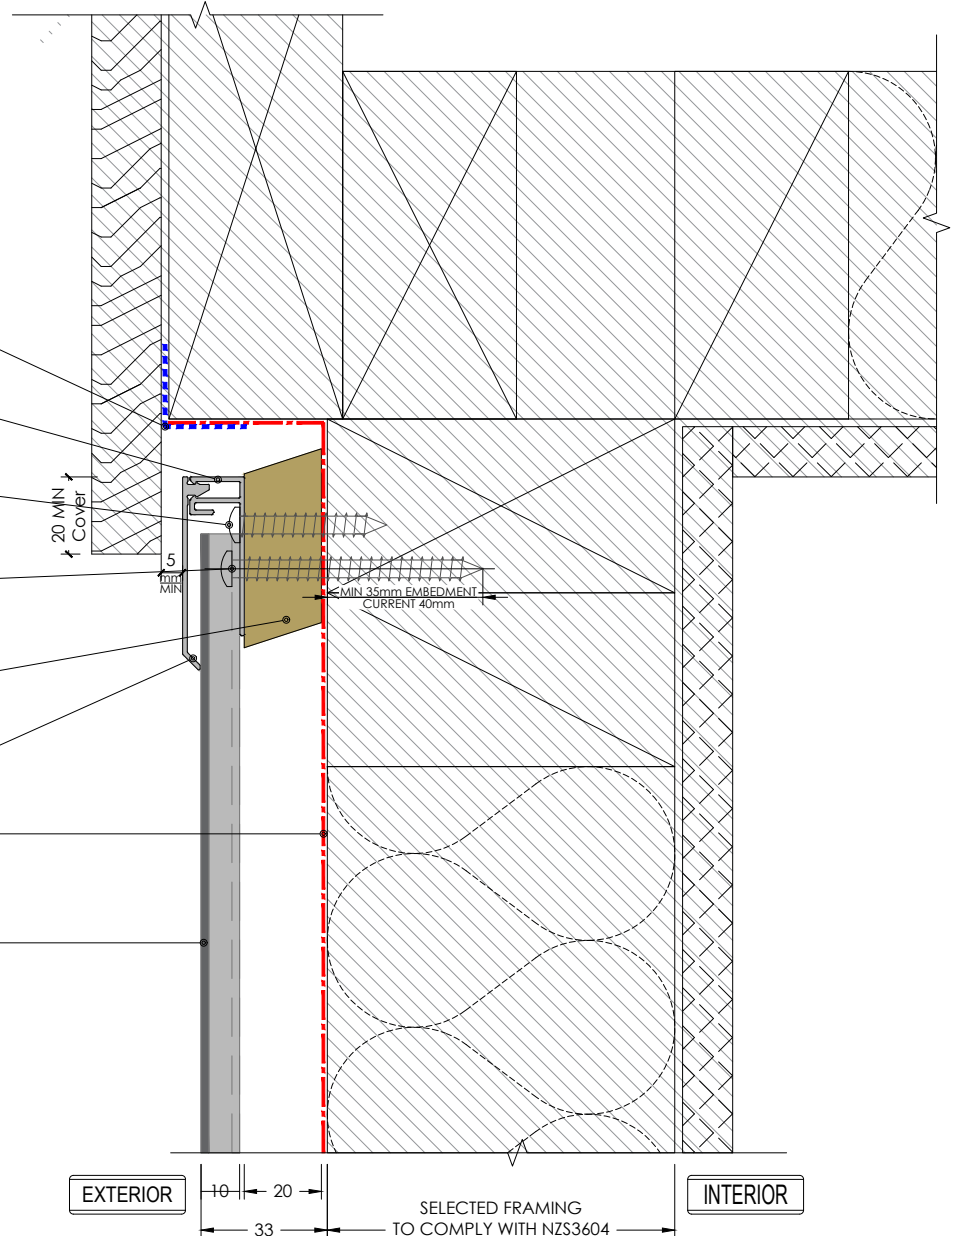 20 MIN
Cover
5
mm
MIN
MIN 35mm EMBEDMENT
CURRENT 40mm
EXTERIOR
10
20
33
SELECTED FRAMING
TO COMPLY WITH NZS3604
INTERIOR